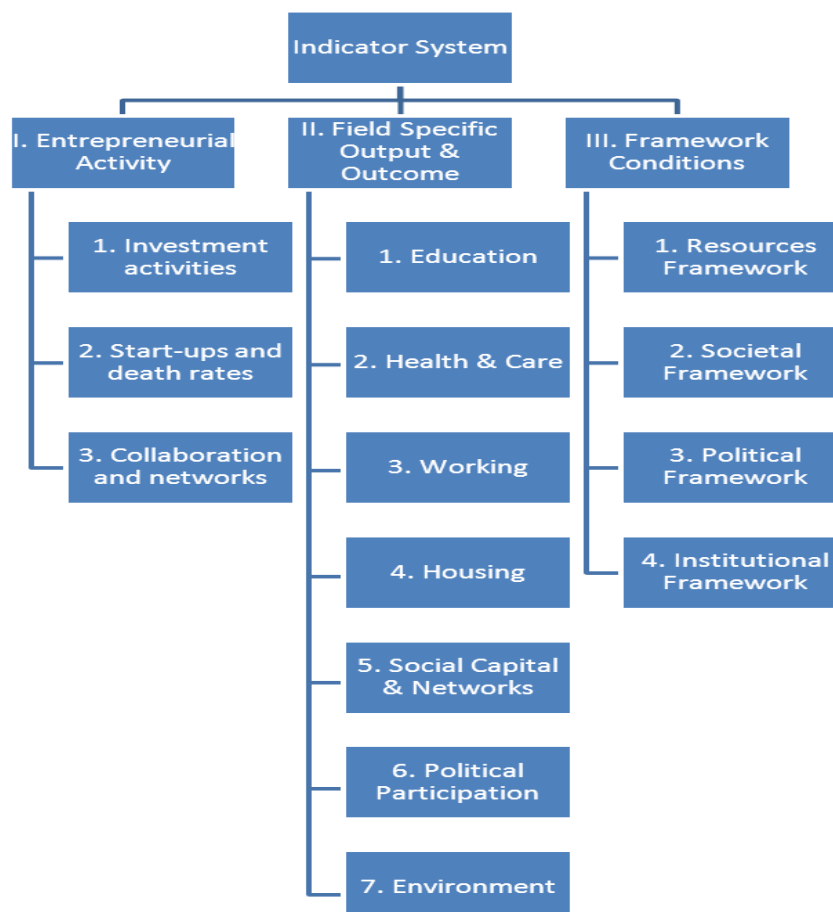 Indicator System
I. Entrepreneurial
Activity
1. Investment
activities
2. Start-ups and
death rates
3. Collaboration
and networks
II. Field Specific
Output &
Outcome
1. Education
2. Health & Care
3. Working
4. Housing
5. Social Capital
& Networks
6. Political
Participation
7. Environment
III. Framework
Conditions
1. Resources
Framework
2. Societal
Framework
3. Political
Framework
4. Institutional
Framework